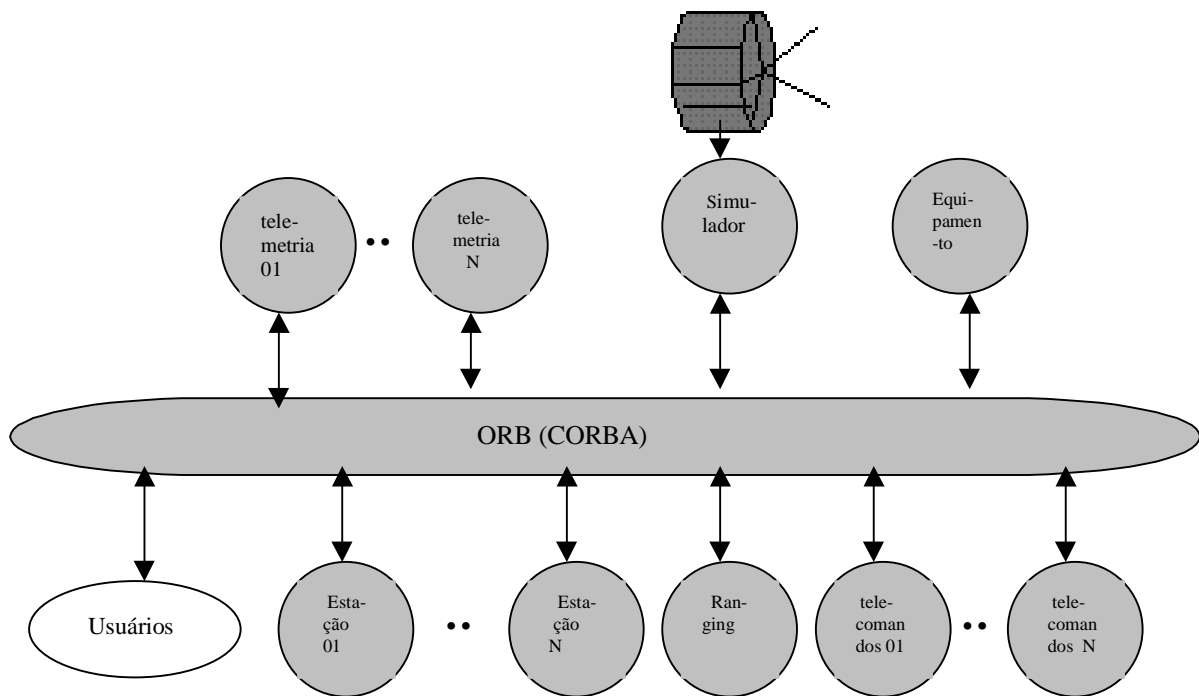 Simu-
lador
Equi-
pamen
-to
tele-
metria
01
tele-
metria
N
ORB (CORBA)
Usuários
Esta-
ção
01
Esta-
ção
N
Ran-
ging
tele-
coman
dos 01
tele-
coman
dos N